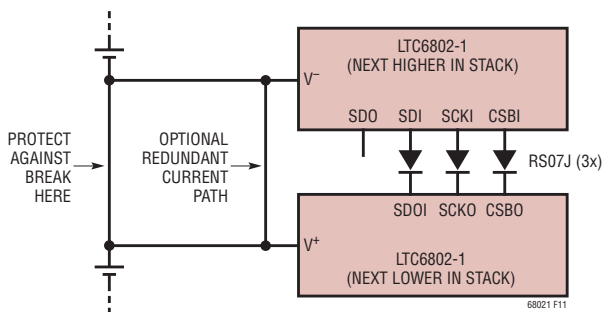 LTC6802-1
(NEXT HIGHER IN STACK)
V–
SDO SDI SCKI CSBI
PROTECT
AGAINST
BREAK
HERE
OPTIONAL
REDUNDANT
CURRENT
PATH
RS07J (3x)
SDOI SCKO CSBO
V+
LTC6802-1
(NEXT LOWER IN STACK)
68021 F11